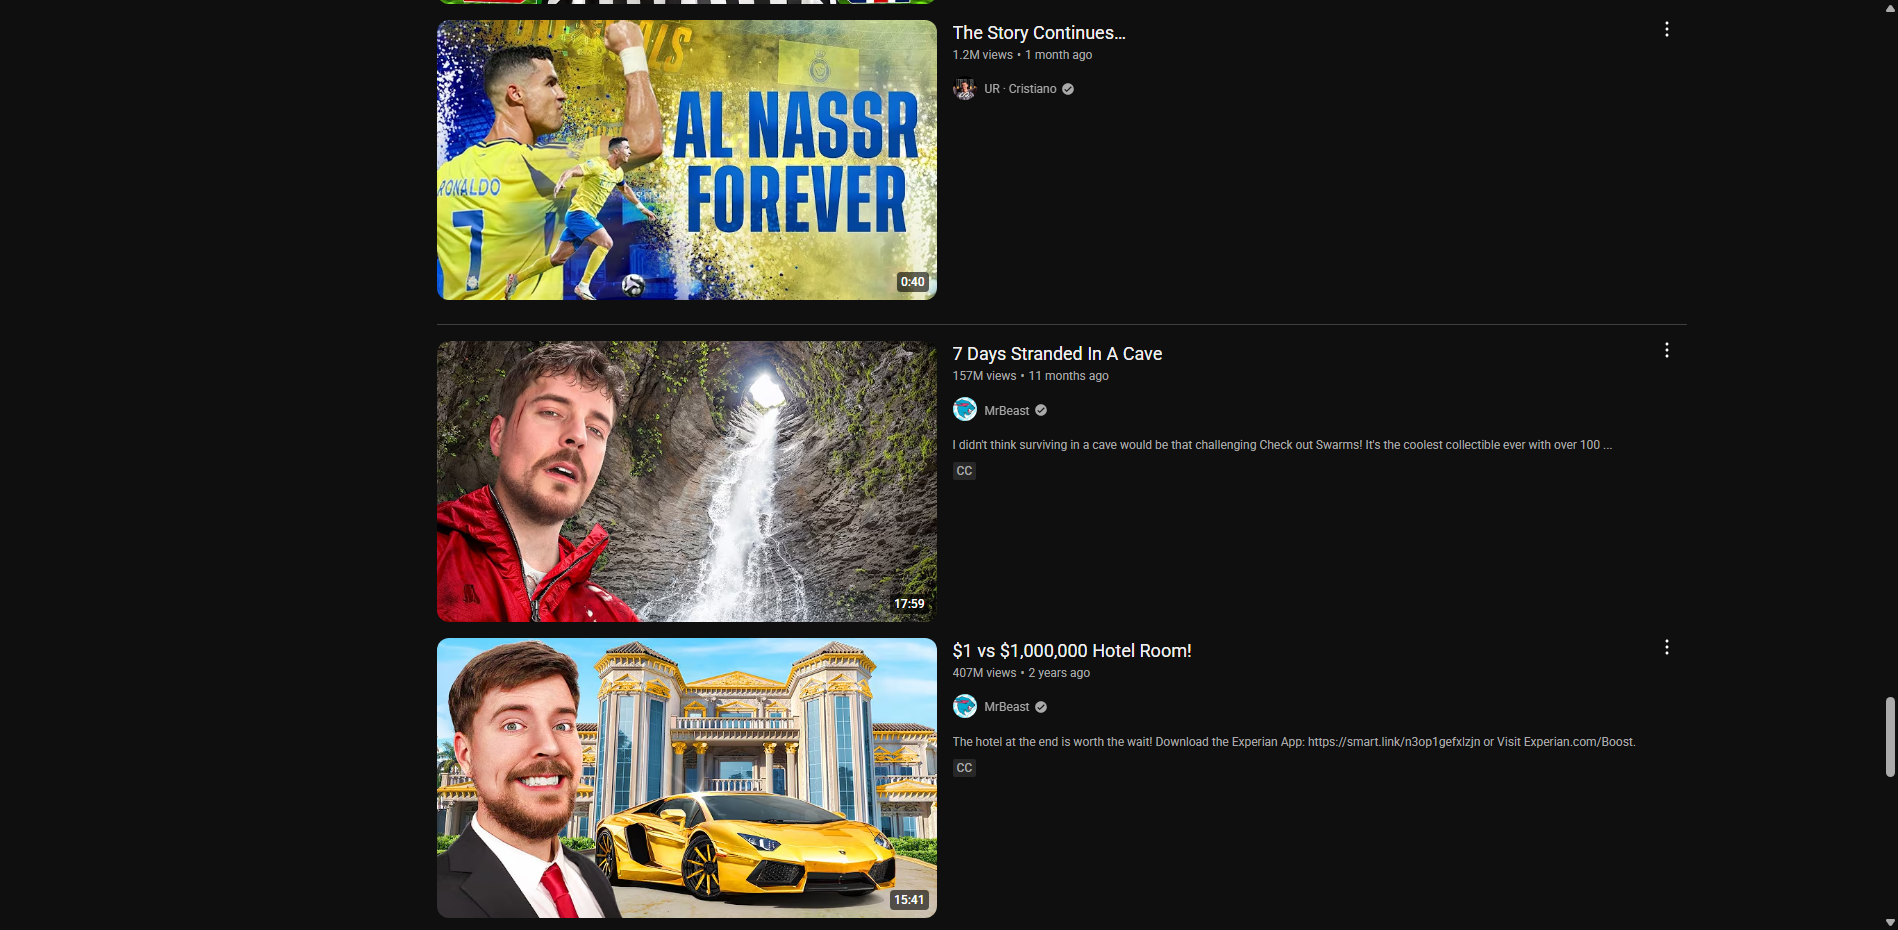 AL NASSR
FOREVER
RONALDO
7
0:40
The Story Continues...
1.2M views • 1 month ago
UR · Cristiano
17:59
7 Days Stranded In A Cave
157M views • 11 months ago
MrBeast
I didn't think surviving in a cave would be that challenging Check out Swarms! It's the coolest collectible ever with over 100 ...
CC
15:41
$1 vs $1,000,000 Hotel Room!
407M views • 2 years ago
MrBeast
The hotel at the end is worth the wait! Download the Experian App: https://smart.link/n3op1gefxlzjn or Visit Experian.com/Boost.
CC